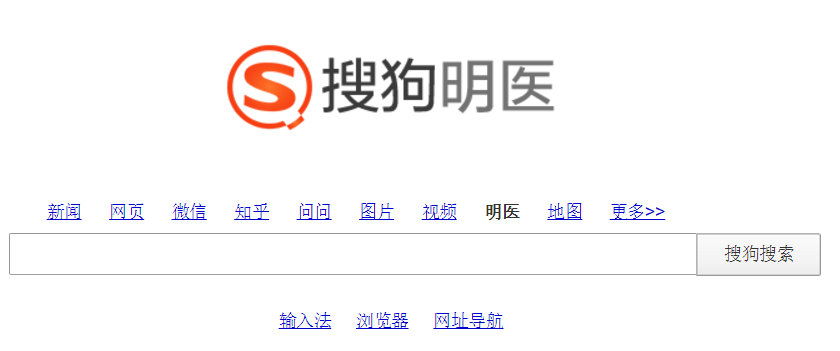 搜狗明医
新闻 网页 微信 知乎 问问 图片 视频 明医 地图 更多>>
搜狗搜索
输入法 浏览器 网址导航